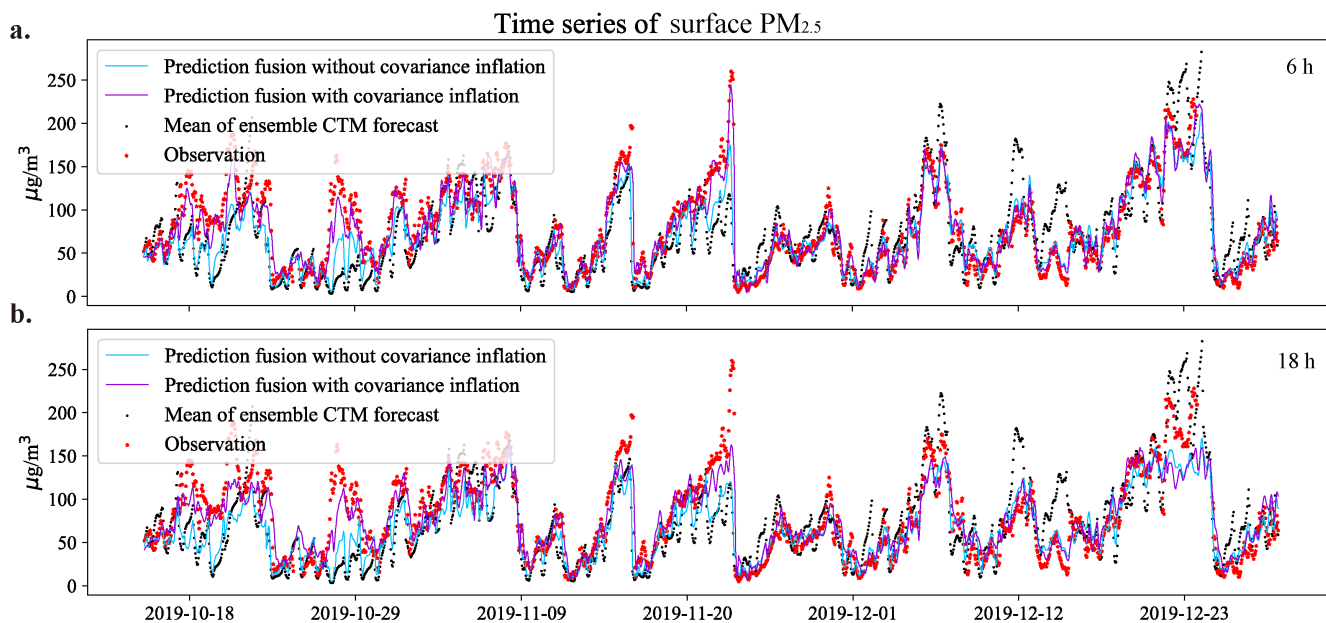 Time series of surface PM2.5
a.
250
200
150
100
50
0
μg/m³
Prediction fusion without covariance inflation
Prediction fusion with covariance inflation
Mean of ensemble CTM forecast
Observation
6 h
b.
250
200
150
100
50
0
μg/m³
Prediction fusion without covariance inflation
Prediction fusion with covariance inflation
Mean of ensemble CTM forecast
Observation
18 h
2019-10-18 2019-10-29 2019-11-09 2019-11-20 2019-12-01 2019-12-12 2019-12-23